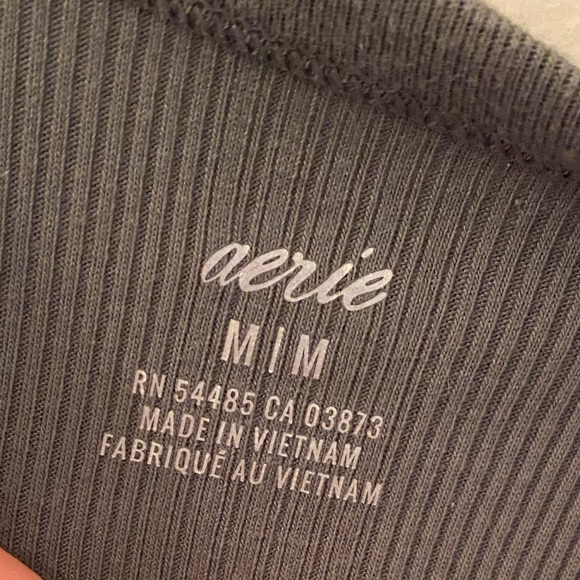 aerie
M | M
RN 54485 CA 03873
MADE IN VIETNAM
FABRIQUÉ AU VIETNAM